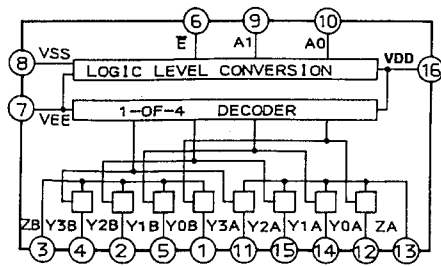 6 9 10
E̅ A1 A0
8 VSS VDD 16
LOGIC LEVEL CONVERSION
7 VEE
1-OF-4 DECODER
ZB Y3B Y2B Y1B Y0B Y3A Y2A Y1A Y0A ZA
3 4 2 5 1 11 15 14 12 13